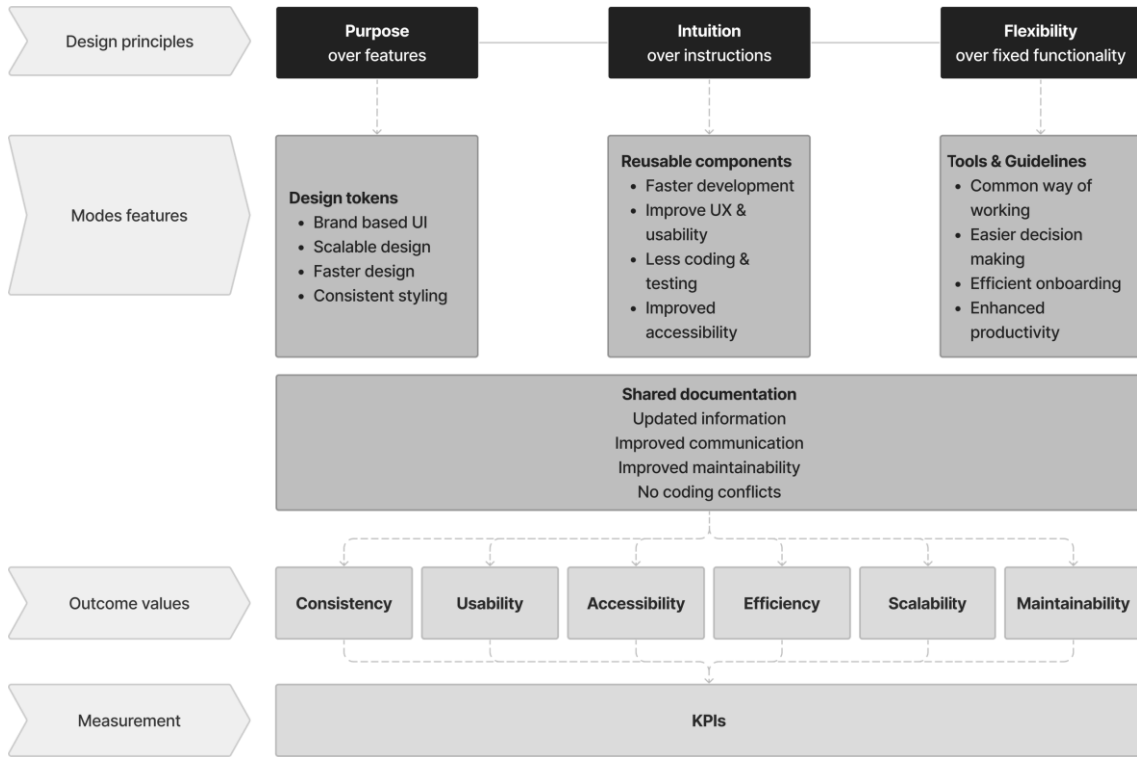 Design principles
Purpose
over features
Intuition
over instructions
Flexibility
over fixed functionality
Modes features
Design tokens
• Brand based UI
• Scalable design
• Faster design
• Consistent styling
Reusable components
• Faster development
• Improve UX &
usability
• Less coding &
testing
• Improved
accessibility
Tools & Guidelines
• Common way of
working
• Easier decision
making
• Efficient onboarding
• Enhanced
productivity
Shared documentation
Updated information
Improved communication
Improved maintainability
No coding conflicts
Outcome values
Consistency
Usability
Accessibility
Efficiency
Scalability
Maintainability
Measurement
KPIs